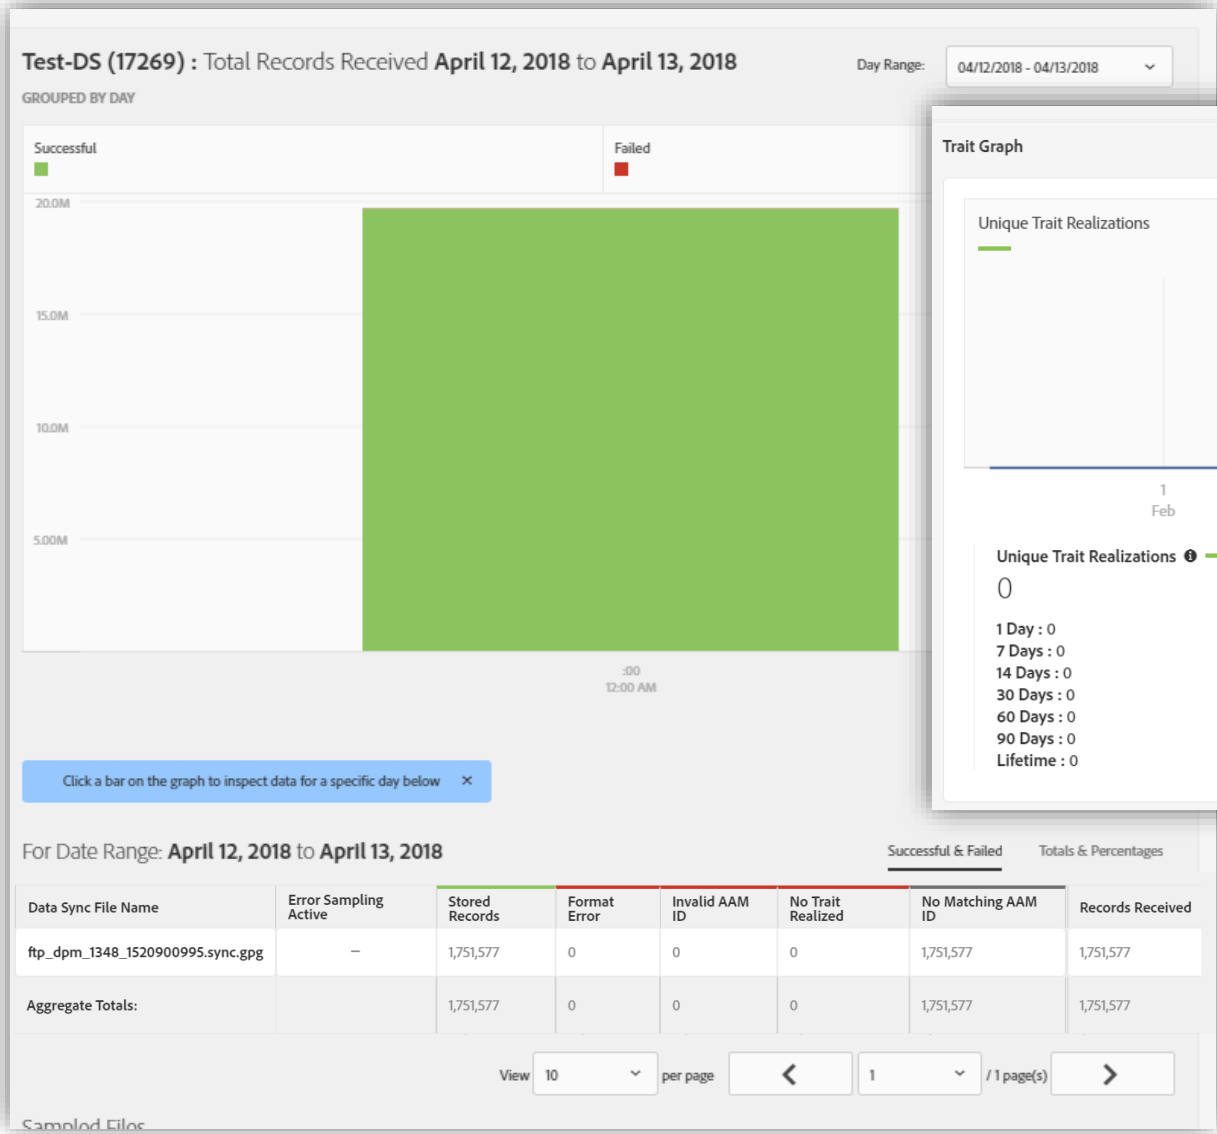 Test-DS (17269) : Total Records Received April 12, 2018 to April 13, 2018
Day Range:
04/12/2018 - 04/13/2018
GROUPED BY DAY
Successful
Failed
20.0M
15.0M
10.0M
5.00M
:00
12:00 AM
Trait Graph
Unique Trait Realizations
1
Feb
Unique Trait Realizations
0
1 Day : 0
7 Days : 0
14 Days : 0
30 Days : 0
60 Days : 0
90 Days : 0
Lifetime : 0
Click a bar on the graph to inspect data for a specific day below ×
For Date Range: April 12, 2018 to April 13, 2018
Successful & Failed
Totals & Percentages
Data Sync File Name
Error Sampling
Active
Stored
Records
Format
Error
Invalid AAM
ID
No Trait
Realized
No Matching AAM
ID
Records Received
ftp_dpm_1348_1520900995.sync.gpg – 1,751,577 0 0 0 1,751,577 1,751,577
Aggregate Totals: 1,751,577 0 0 0 1,751,577 1,751,577
View 10 per page 1 / 1 page(s)
Sampled Files